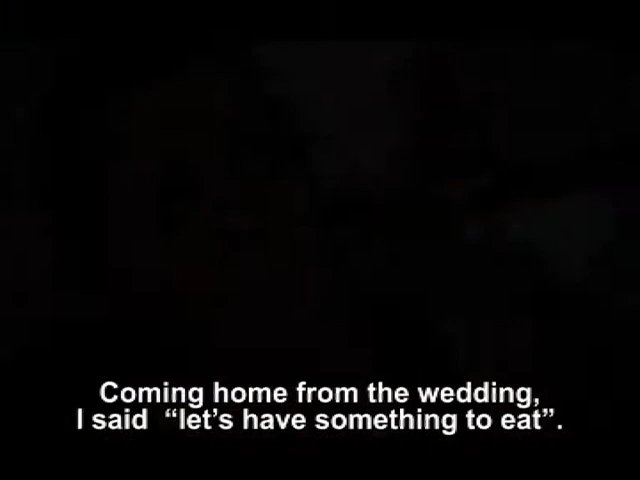 Coming home from the wedding,
I said  “let’s have something to eat”.